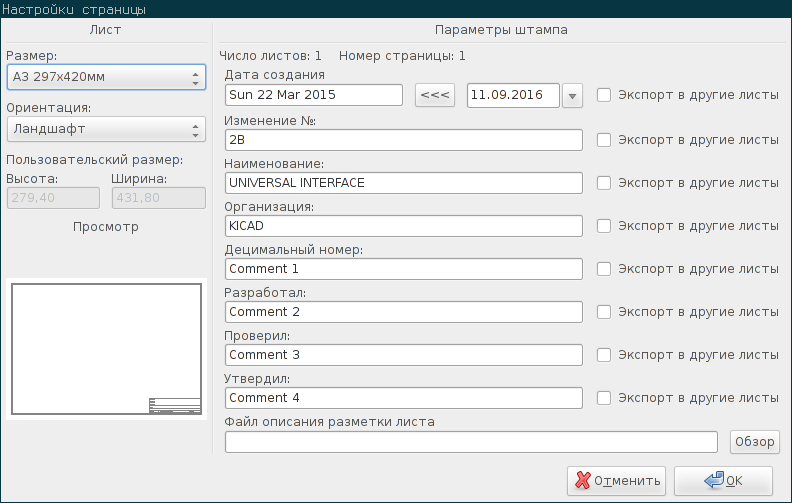 Настройки страницы
Лист
Параметры штампа
Размер:
A3 297x420мм
Ориентация:
Ландшафт
Пользовательский размер:
Высота: Ширина:
279,40 431,80
Просмотр
Число листов: 1 Номер страницы: 1
Дата создания
Sun 22 Mar 2015 <<< 11.09.2016 Экспорт в другие листы
Изменение №:
2B Экспорт в другие листы
Наименование:
UNIVERSAL INTERFACE Экспорт в другие листы
Организация:
KICAD Экспорт в другие листы
Децимальный номер:
Comment 1 Экспорт в другие листы
Разработал:
Comment 2 Экспорт в другие листы
Проверил:
Comment 3 Экспорт в другие листы
Утвердил:
Comment 4 Экспорт в другие листы
Файл описания разметки листа
Обзор
Отменить OK